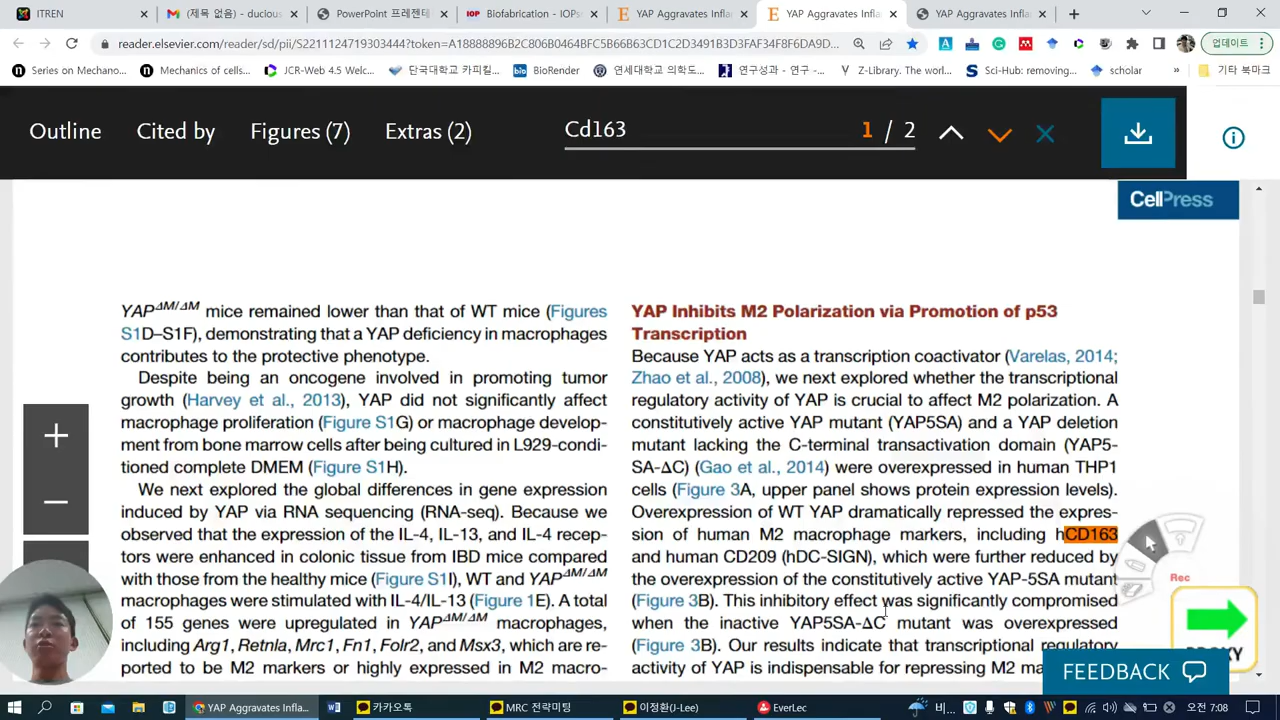 ITREN
(제목 없음) - ducious
PowerPoint 프레젠테
IOP Biofabrication - IOPs
YAP Aggravates Infla
YAP Aggravates Infla
YAP Aggravates Infla
reader.elsevier.com/reader/sd/pii/S2211124719303444?token=A1888
업데이트
Series on Mechano...
Mechanics of cells...
JCR-Web 4.5 Welc...
단국대학교 카피킬...
bio BioRender
연세대학교 의학도...
연구성과 - 연구 -...
Z-Library. The worl...
Sci-Hub: removing...
scholar
»
기타 북마크
Outline
Cited by
Figures (7)
Extras (2)
Cd163
1 / 2
CellPress
YAPΔM/ΔM mice remained lower than that of WT mice (Figures
S1D–S1F), demonstrating that a YAP deficiency in macrophages
contributes to the protective phenotype.
Despite being an oncogene involved in promoting tumor
growth (Harvey et al., 2013), YAP did not significantly affect
macrophage proliferation (Figure S1G) or macrophage develop-
ment from bone marrow cells after being cultured in L929-condi-
tioned complete DMEM (Figure S1H).
We next explored the global differences in gene expression
induced by YAP via RNA sequencing (RNA-seq). Because we
observed that the expression of the IL-4, IL-13, and IL-4 recep-
tors were enhanced in colonic tissue from IBD mice compared
with those from the healthy mice (Figure S1I), WT and YAPΔM/ΔM
macrophages were stimulated with IL-4/IL-13 (Figure 1E). A total
of 155 genes were upregulated in YAPΔM/ΔM macrophages,
including Arg1, Retnla, Mrc1, Fn1, Folr2, and Msx3, which are re-
ported to be M2 markers or highly expressed in M2 macro-
YAP Inhibits M2 Polarization via Promotion of p53
Transcription
Because YAP acts as a transcription coactivator (Varelas, 2014;
Zhao et al., 2008), we next explored whether the transcriptional
regulatory activity of YAP is crucial to affect M2 polarization. A
constitutively active YAP mutant (YAP5SA) and a YAP deletion
mutant lacking the C-terminal transactivation domain (YAP5-
SA-ΔC) (Gao et al., 2014) were overexpressed in human THP1
cells (Figure 3A, upper panel shows protein expression levels).
Overexpression of WT YAP dramatically repressed the expres-
sion of human M2 macrophage markers, including hCD163
and human CD209 (hDC-SIGN), which were further reduced by
the overexpression of the constitutively active YAP-5SA mutant
(Figure 3B). This inhibitory effect was significantly compromised
when the inactive YAP5SA-ΔC mutant was overexpressed
(Figure 3B). Our results indicate that transcriptional regulatory
activity of YAP is indispensable for repressing M2 ma
Rec
PROXY
FEEDBACK
YAP Aggravates Infla...
카카오톡
MRC 전략미팅
이정환(J-Lee)
EverLec
비...
오후 7:08